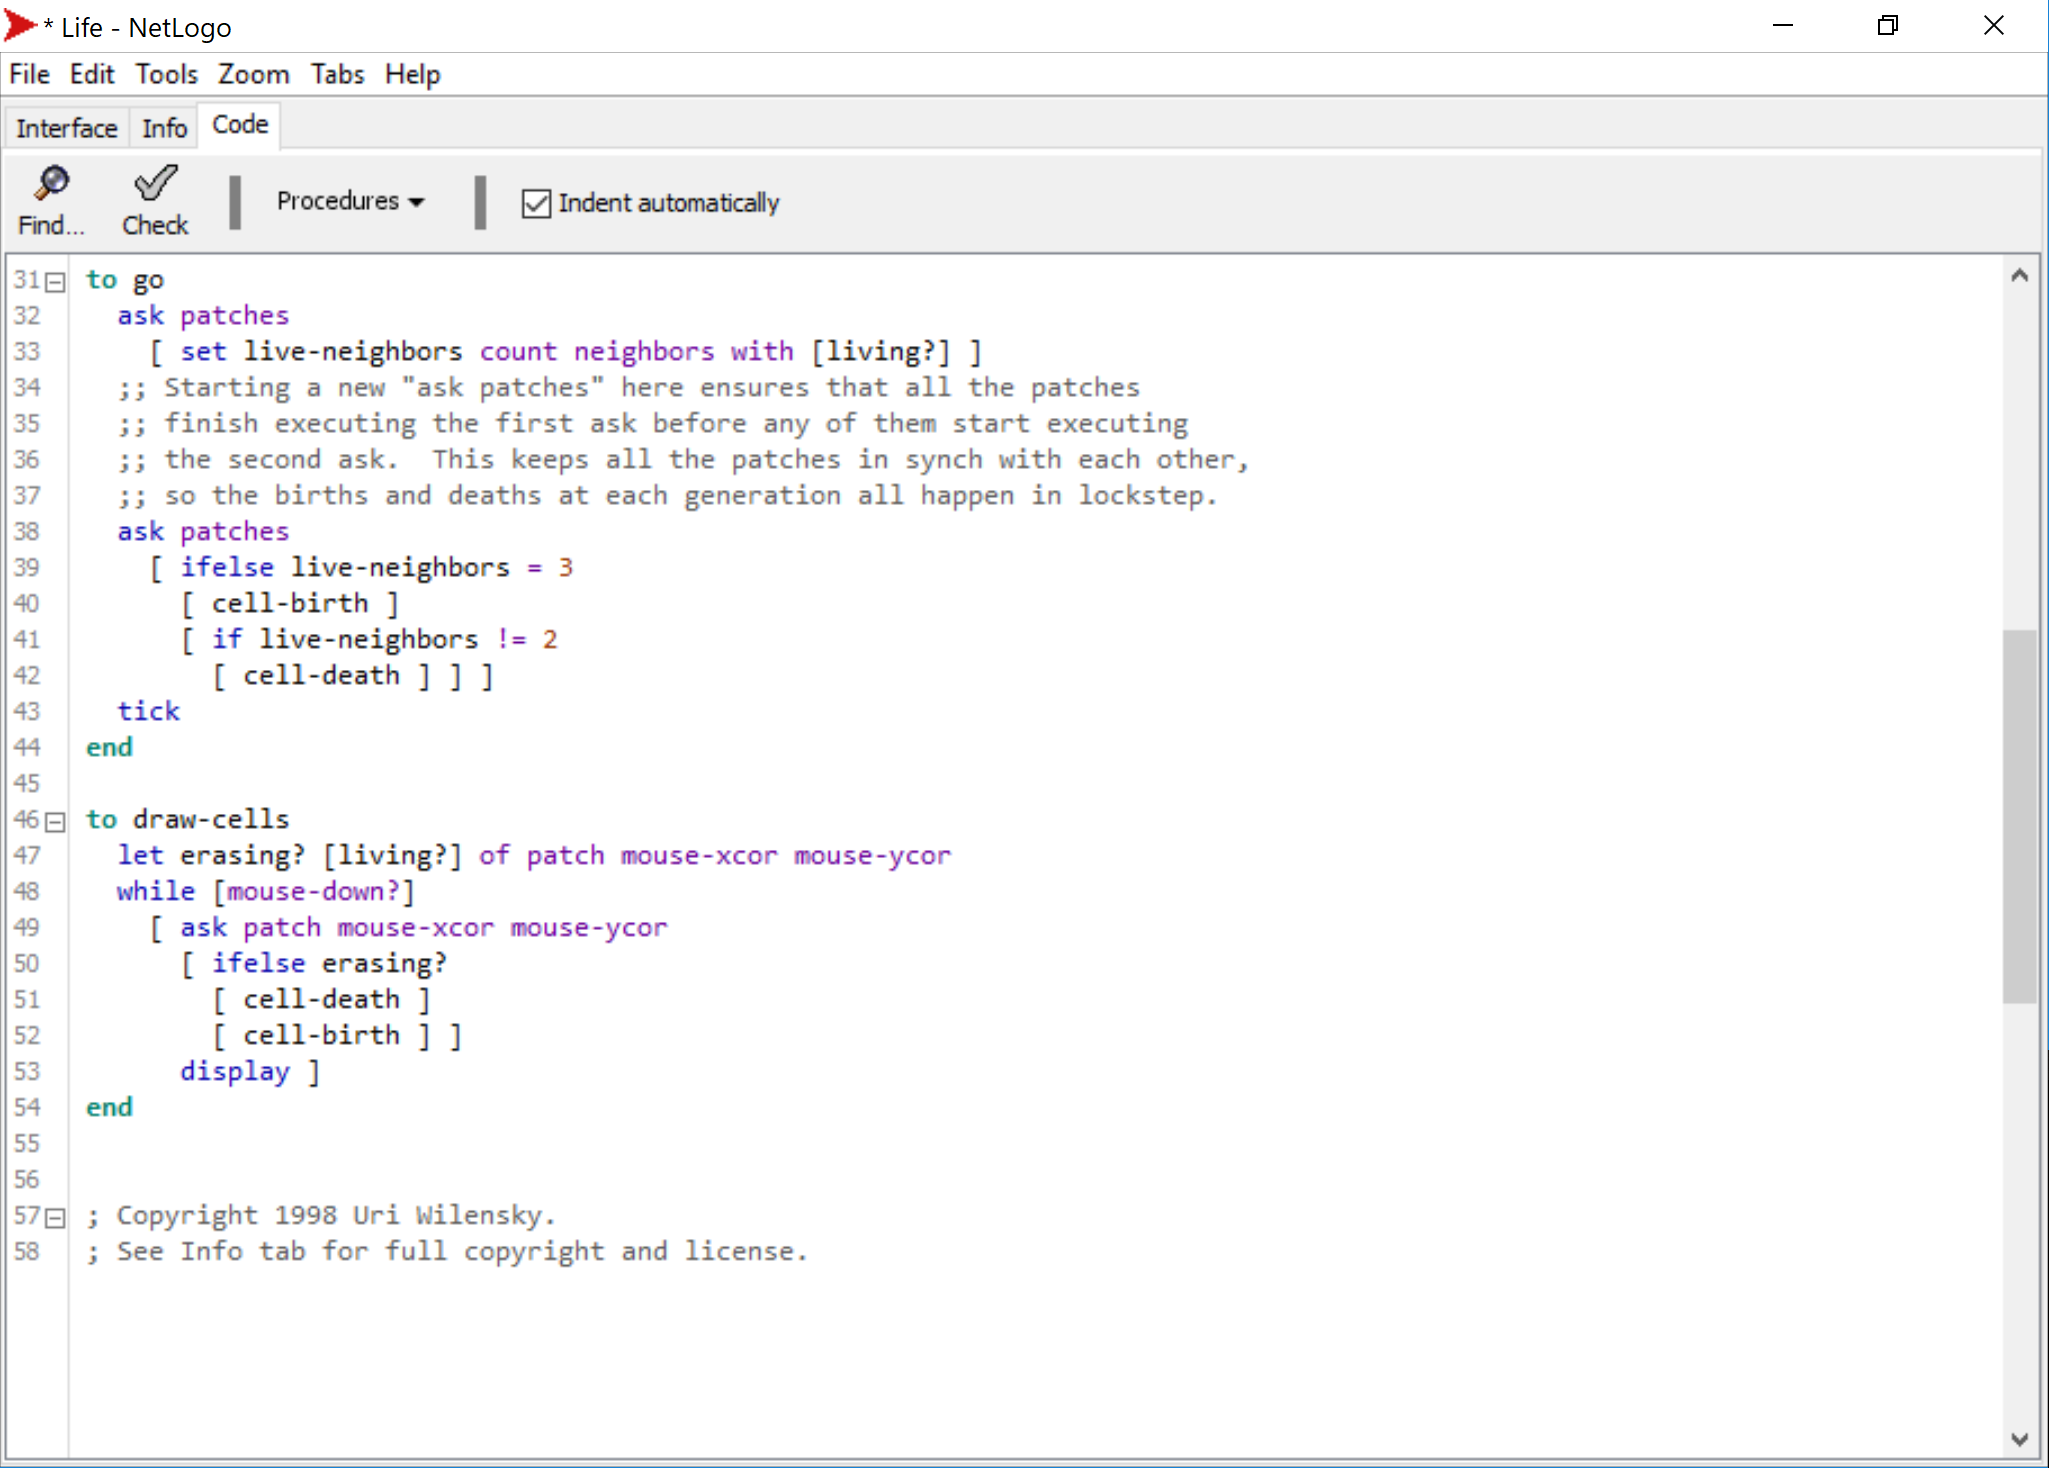 * Life - NetLogo
File Edit Tools Zoom Tabs Help
Interface Info Code
Find... Check Procedures Indent automatically
31 to go
32   ask patches
33     [ set live-neighbors count neighbors with [living?] ]
34   ;; Starting a new "ask patches" here ensures that all the patches
35   ;; finish executing the first ask before any of them start executing
36   ;; the second ask.  This keeps all the patches in synch with each other,
37   ;; so the births and deaths at each generation all happen in lockstep.
38   ask patches
39     [ ifelse live-neighbors = 3
40       [ cell-birth ]
41       [ if live-neighbors != 2
42         [ cell-death ] ] ]
43   tick
44 end
45
46 to draw-cells
47   let erasing? [living?] of patch mouse-xcor mouse-ycor
48   while [mouse-down?]
49     [ ask patch mouse-xcor mouse-ycor
50       [ ifelse erasing?
51         [ cell-death ]
52         [ cell-birth ] ]
53       display ]
54 end
55
56
57 ; Copyright 1998 Uri Wilensky.
58 ; See Info tab for full copyright and license.